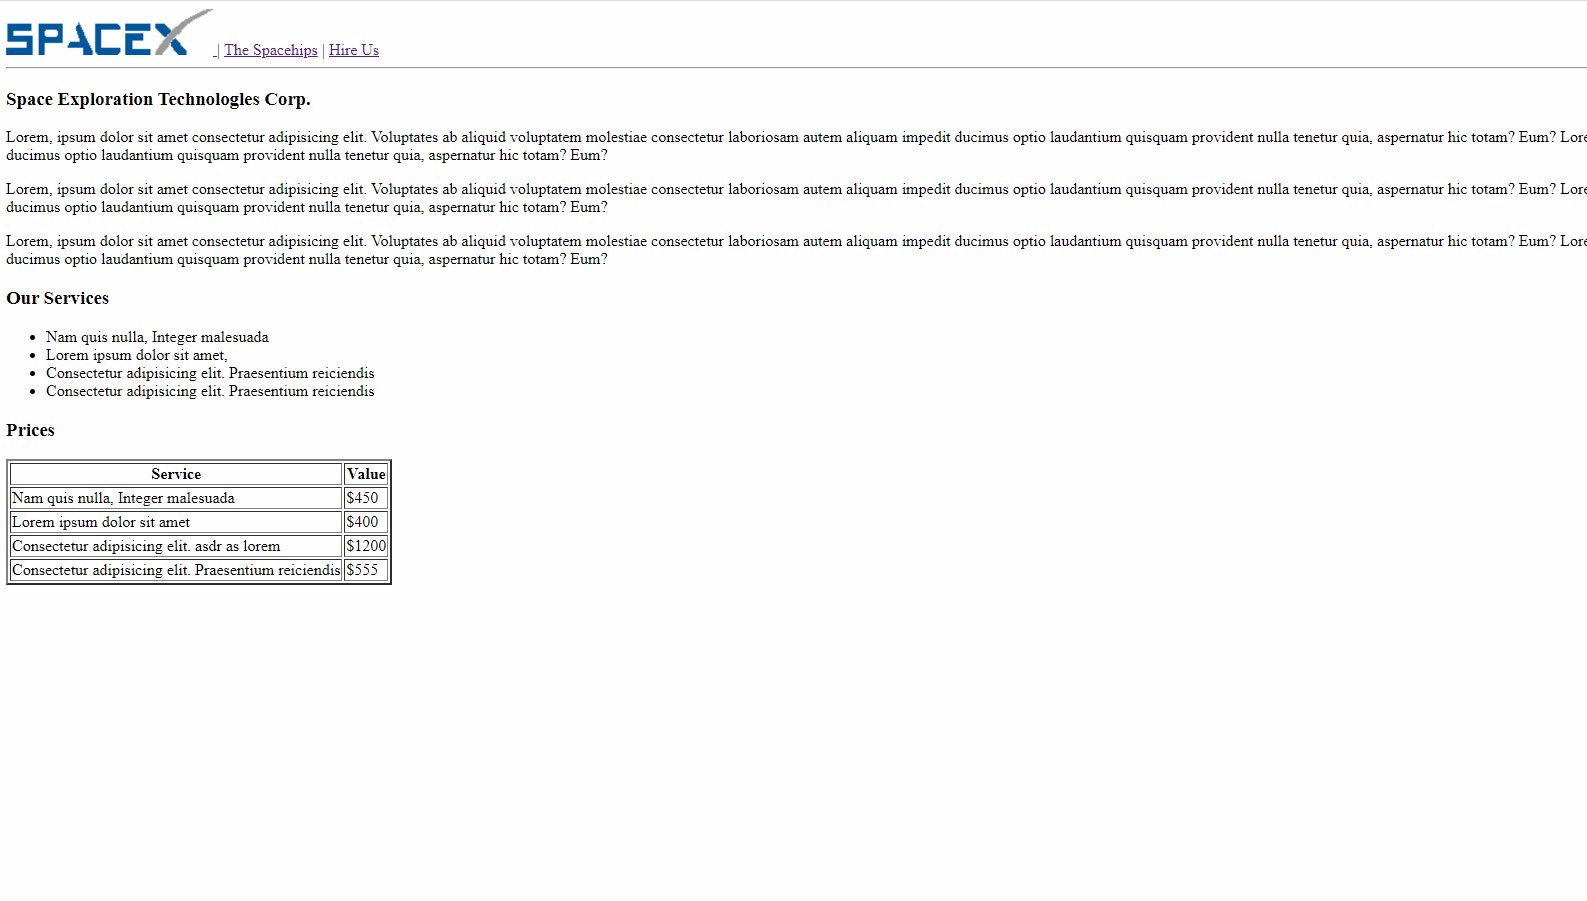 SPACEX | The Spacehips | Hire Us
Space Exploration Technologles Corp.
Lorem, ipsum dolor sit amet consectetur adipisicing elit. Voluptates ab aliquid voluptatem molestiae consectetur laboriosam autem aliquam impedit ducimus optio laudantium quisquam provident nulla tenetur quia, aspernatur hic totam? Eum? Lore
ducimus optio laudantium quisquam provident nulla tenetur quia, aspernatur hic totam? Eum?
Lorem, ipsum dolor sit amet consectetur adipisicing elit. Voluptates ab aliquid voluptatem molestiae consectetur laboriosam autem aliquam impedit ducimus optio laudantium quisquam provident nulla tenetur quia, aspernatur hic totam? Eum? Lore
ducimus optio laudantium quisquam provident nulla tenetur quia, aspernatur hic totam? Eum?
Lorem, ipsum dolor sit amet consectetur adipisicing elit. Voluptates ab aliquid voluptatem molestiae consectetur laboriosam autem aliquam impedit ducimus optio laudantium quisquam provident nulla tenetur quia, aspernatur hic totam? Eum? Lore
ducimus optio laudantium quisquam provident nulla tenetur quia, aspernatur hic totam? Eum?
Our Services
• Nam quis nulla, Integer malesuada
• Lorem ipsum dolor sit amet,
• Consectetur adipisicing elit. Praesentium reiciendis
• Consectetur adipisicing elit. Praesentium reiciendis
Prices
Service Value
Nam quis nulla, Integer malesuada $450
Lorem ipsum dolor sit amet $400
Consectetur adipisicing elit. asdr as lorem $1200
Consectetur adipisicing elit. Praesentium reiciendis $555